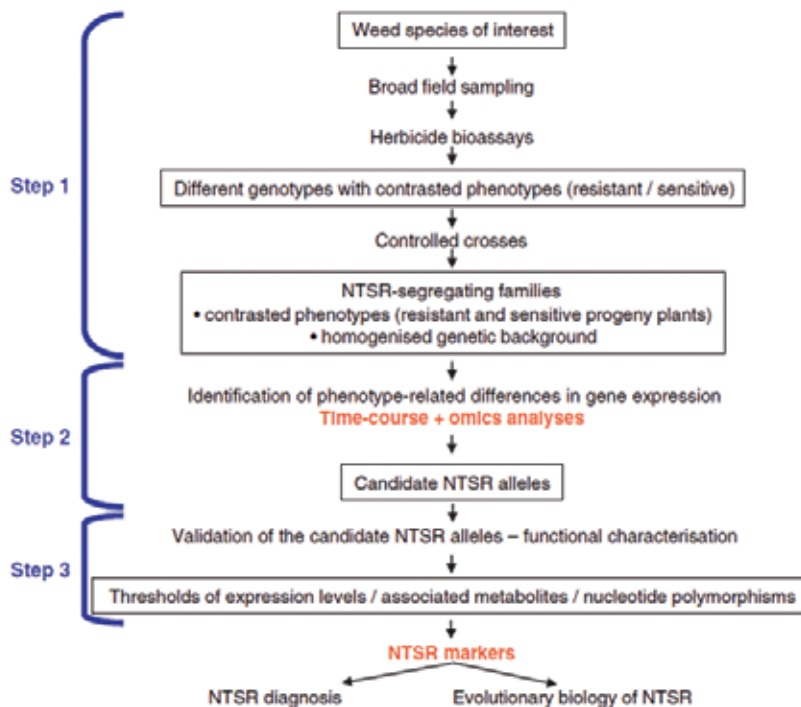 Weed species of interest
Broad field sampling
Herbicide bioassays
Step 1
Different genotypes with contrasted phenotypes (resistant / sensitive)
Controlled crosses
NTSR-segregating families
• contrasted phenotypes (resistant and sensitive progeny plants)
• homogenised genetic background
Step 2
Identification of phenotype-related differences in gene expression
Time-course + omics analyses
Candidate NTSR alleles
Step 3
Validation of the candidate NTSR alleles – functional characterisation
Thresholds of expression levels / associated metabolites / nucleotide polymorphisms
NTSR markers
NTSR diagnosis
Evolutionary biology of NTSR